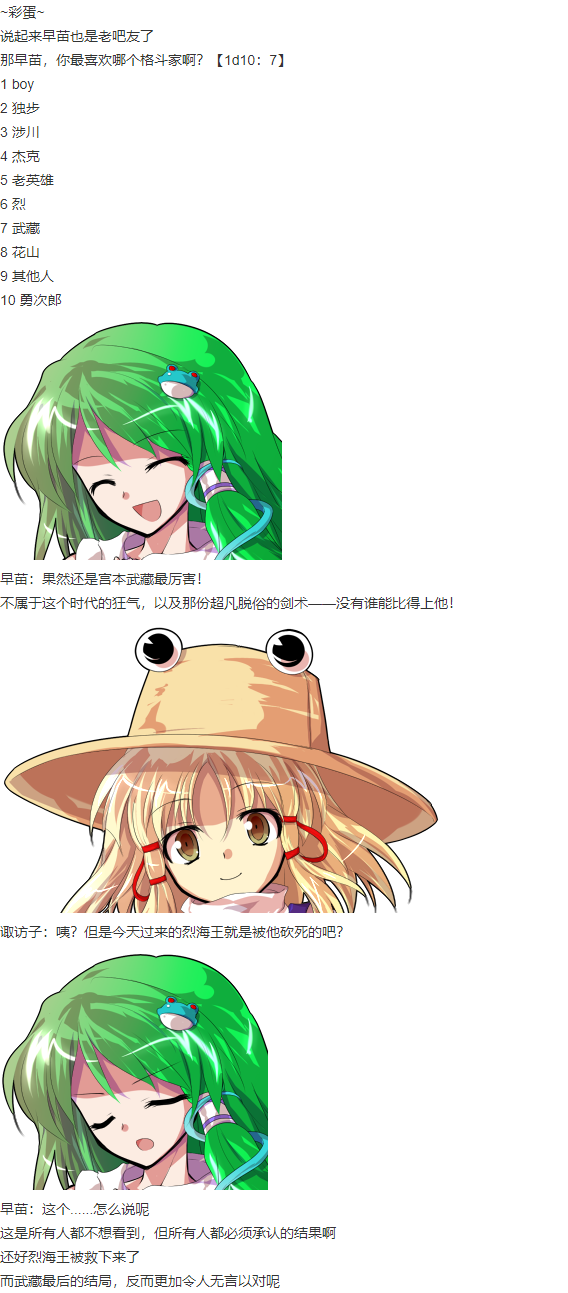 ~彩蛋~
说起来早苗也是老吧友了
那早苗，你最喜欢哪个格斗家啊？【1d10：7】
1 boy
2 独步
3 涉川
4 杰克
5 老英雄
6 烈
7 武藏
8 花山
9 其他人
10 勇次郎
早苗：果然还是宫本武藏最厉害！
不属于这个时代的狂气，以及那份超凡脱俗的剑术——没有谁能比得上他！
诹访子：咦？但是今天过来的烈海王就是被他砍死的吧？
早苗：这个......怎么说呢
这是所有人都不想看到，但所有人都必须承认的结果啊
还好烈海王被救下来了
而武藏最后的结局，反而更加令人无言以对呢